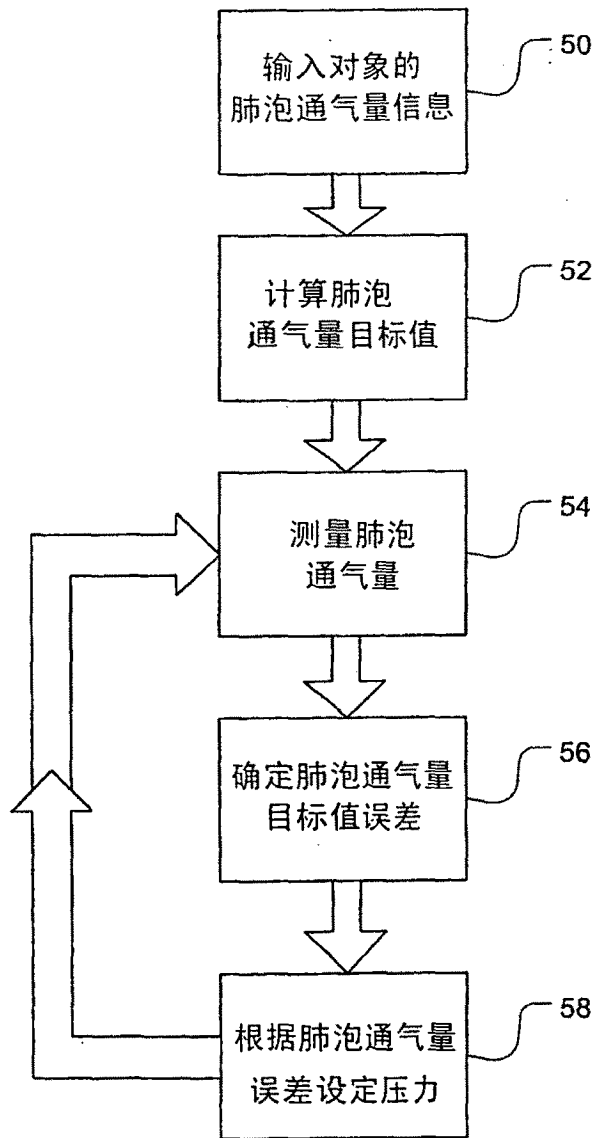 输入对象的
肺泡通气量信息
50
计算肺泡
通气量目标值
52
测量肺泡
通气量
54
确定肺泡通气量
目标值误差
56
根据肺泡通气量
误差设定压力
58